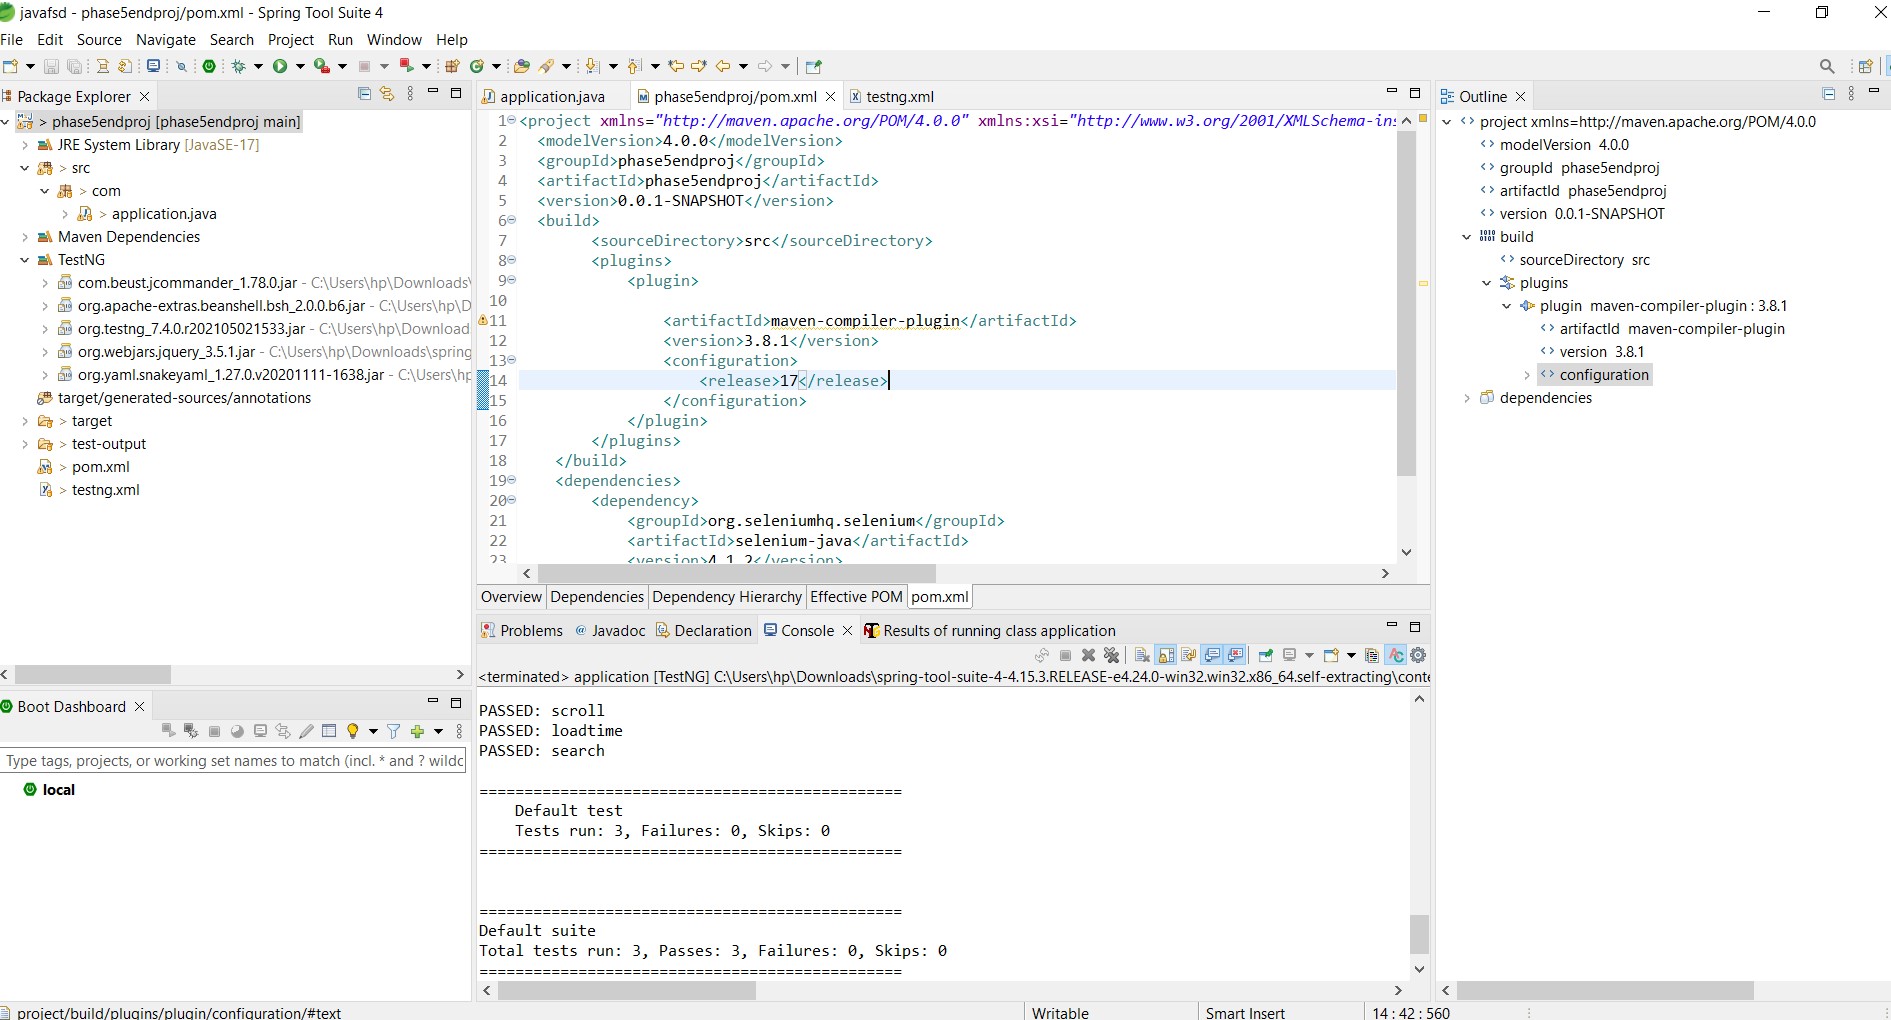 javafsd - phase5endproj/pom.xml - Spring Tool Suite 4
File Edit Source Navigate Search Project Run Window Help
Package Explorer
> phase5endproj [phase5endproj main]
JRE System Library [JavaSE-17]
> src
> com
> application.java
Maven Dependencies
TestNG
com.beust.jcommander_1.78.0.jar - C:\Users\hp\Downloads\
org.apache-extras.beanshell.bsh_2.0.0.b6.jar - C:\Users\hp\D
org.testng_7.4.0.r202105021533.jar - C:\Users\hp\Download
org.webjars.jquery_3.5.1.jar - C:\Users\hp\Downloads\spring
org.yaml.snakeyaml_1.27.0.v20201111-1638.jar - C:\Users\hp
target/generated-sources/annotations
> target
> test-output
> pom.xml
> testng.xml
Boot Dashboard
Type tags, projects, or working set names to match (incl. * and ? wildc
local
application.java phase5endproj/pom.xml testng.xml
1 <project xmlns="http://maven.apache.org/POM/4.0.0" xmlns:xsi="http://www.w3.org/2001/XMLSchema-ins
2 <modelVersion>4.0.0</modelVersion>
3 <groupId>phase5endproj</groupId>
4 <artifactId>phase5endproj</artifactId>
5 <version>0.0.1-SNAPSHOT</version>
6 <build>
7 <sourceDirectory>src</sourceDirectory>
8 <plugins>
9 <plugin>
10
11 <artifactId>maven-compiler-plugin</artifactId>
12 <version>3.8.1</version>
13 <configuration>
14 <release>17</release>
15 </configuration>
16 </plugin>
17 </plugins>
18 </build>
19 <dependencies>
20 <dependency>
21 <groupId>org.seleniumhq.selenium</groupId>
22 <artifactId>selenium-java</artifactId>
23 <version>4.1.2</version>
Overview Dependencies Dependency Hierarchy Effective POM pom.xml
Problems @ Javadoc Declaration Console Results of running class application
<terminated> application [TestNG] C:\Users\hp\Downloads\spring-tool-suite-4-4.15.3.RELEASE-e4.24.0-win32.win32.x86_64.self-extracting\conte
PASSED: scroll
PASSED: loadtime
PASSED: search
===============================================
Default test
Tests run: 3, Failures: 0, Skips: 0
===============================================
===============================================
Default suite
Total tests run: 3, Passes: 3, Failures: 0, Skips: 0
===============================================
Outline
project xmlns=http://maven.apache.org/POM/4.0.0
modelVersion 4.0.0
groupId phase5endproj
artifactId phase5endproj
version 0.0.1-SNAPSHOT
build
sourceDirectory src
plugins
plugin maven-compiler-plugin : 3.8.1
artifactId maven-compiler-plugin
version 3.8.1
configuration
dependencies
project/build/plugins/plugin/configuration/#text
Writable
Smart Insert
14 : 42 : 560